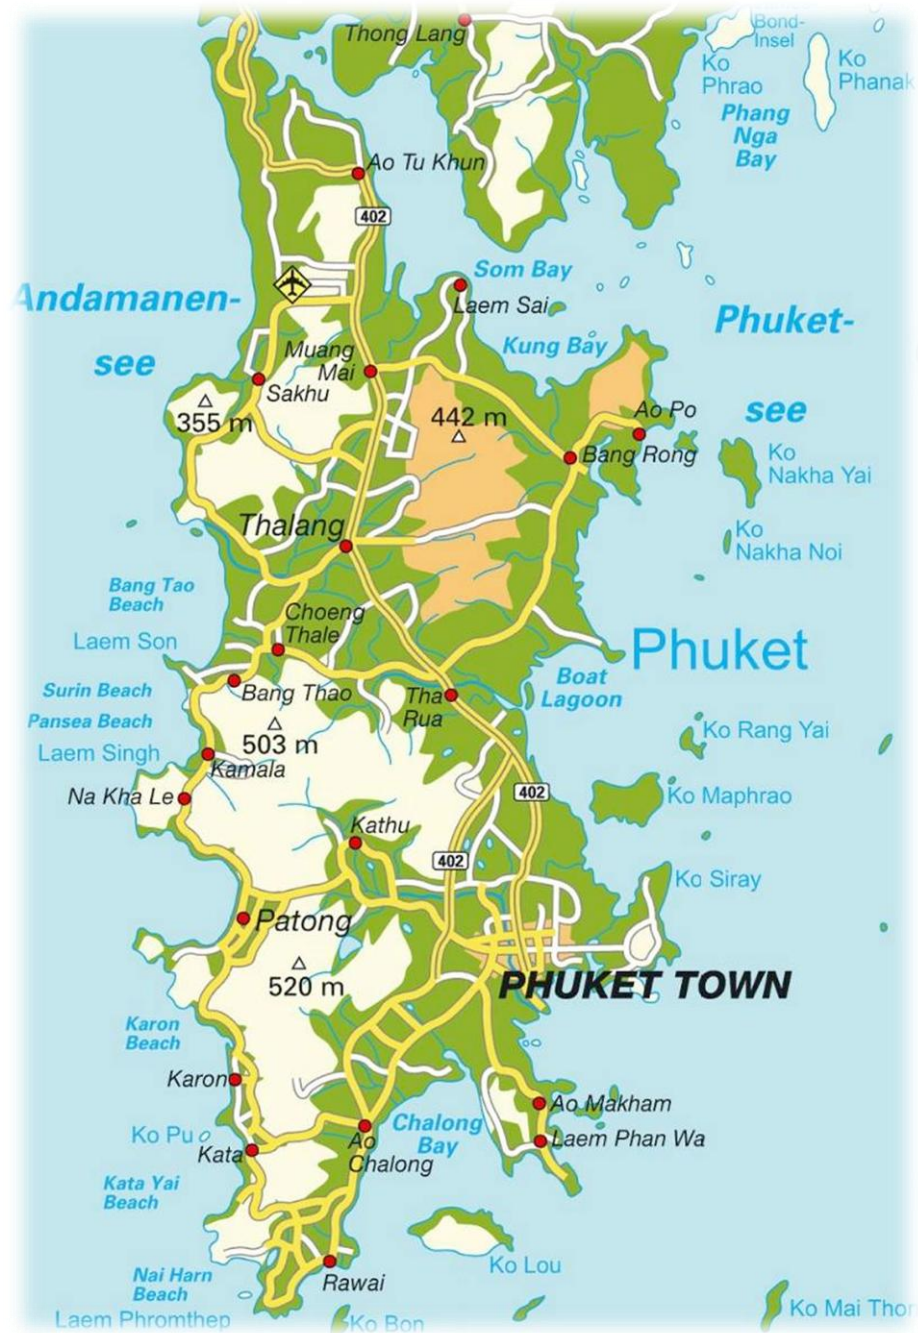 Thong Lang
Bond-
Insel
Ko
Phrao
Ko
Phanak
Phang
Nga
Bay
Ao Tu Khun
402
Som Bay
Laem Sai
Andamanen-
see
Phuket-
see
Kung Bay
Muang
Mai
Sakhu
355 m
442 m
Ao Po
Bang Rong
Ko
Nakha Yai
Thalang
Ko
Nakha Noi
Bang Tao
Beach
Choeng
Thale
Laem Son
Phuket
Boat
Lagoon
Surin Beach
Bang Thao
Tha
Rua
Pansea Beach
503 m
Ko Rang Yai
Laem Singh
Kamala
Na Kha Le
402
Ko Maphrao
Kathu
402
Ko Siray
Patong
520 m
PHUKET TOWN
Karon
Beach
Karon
Ao Makham
Chalong
Bay
Ko Pu
Kata
Ao
Chalong
Laem Phan Wa
Kata Yai
Beach
Ko Lou
Nai Harn
Beach
Rawai
Laem Phromthep
Ko Bon
Ko Mai Thon